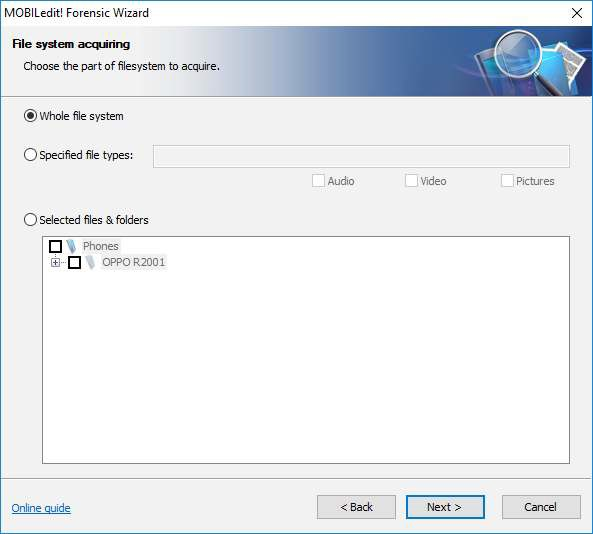 MOBILedit! Forensic Wizard
File system acquiring
Choose the part of filesystem to acquire.
Whole file system
Specified file types:
Audio Video Pictures
Selected files & folders
Phones
OPPO R2001
Online guide < Back Next > Cancel